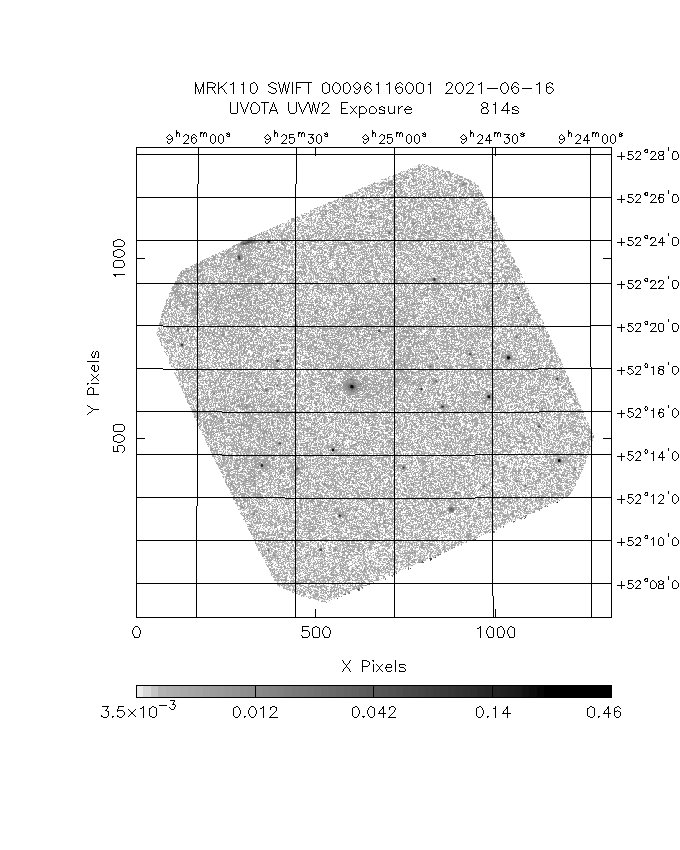 MRK110 SWIFT 00096116001 2021-06-16
UVOTA UVW2 Exposure 814s
9h26m00s 9h25m30s 9h25m00s 9h24m30s 9h24m00s
+52°28'0
+52°26'0
+52°24'0
+52°22'0
+52°20'0
+52°18'0
+52°16'0
+52°14'0
+52°12'0
+52°10'0
+52°08'0
1000
Y Pixels
500
0 500 1000
X Pixels
3.5×10−3 0.012 0.042 0.14 0.46